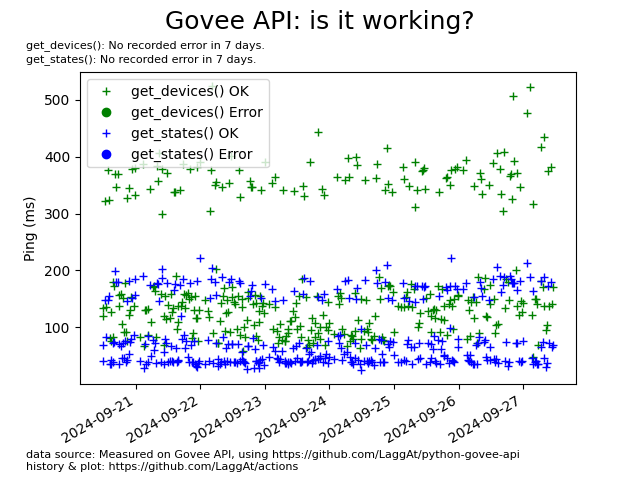 Govee API: is it working?
get_devices(): No recorded error in 7 days.
get_states(): No recorded error in 7 days.
get_devices() OK
get_devices() Error
get_states() OK
get_states() Error
500
400
300
200
100
Ping (ms)
2024-09-21
2024-09-22
2024-09-23
2024-09-24
2024-09-25
2024-09-26
2024-09-27
data source: Measured on Govee API, using https://github.com/LaggAt/python-govee-api
history & plot: https://github.com/LaggAt/actions